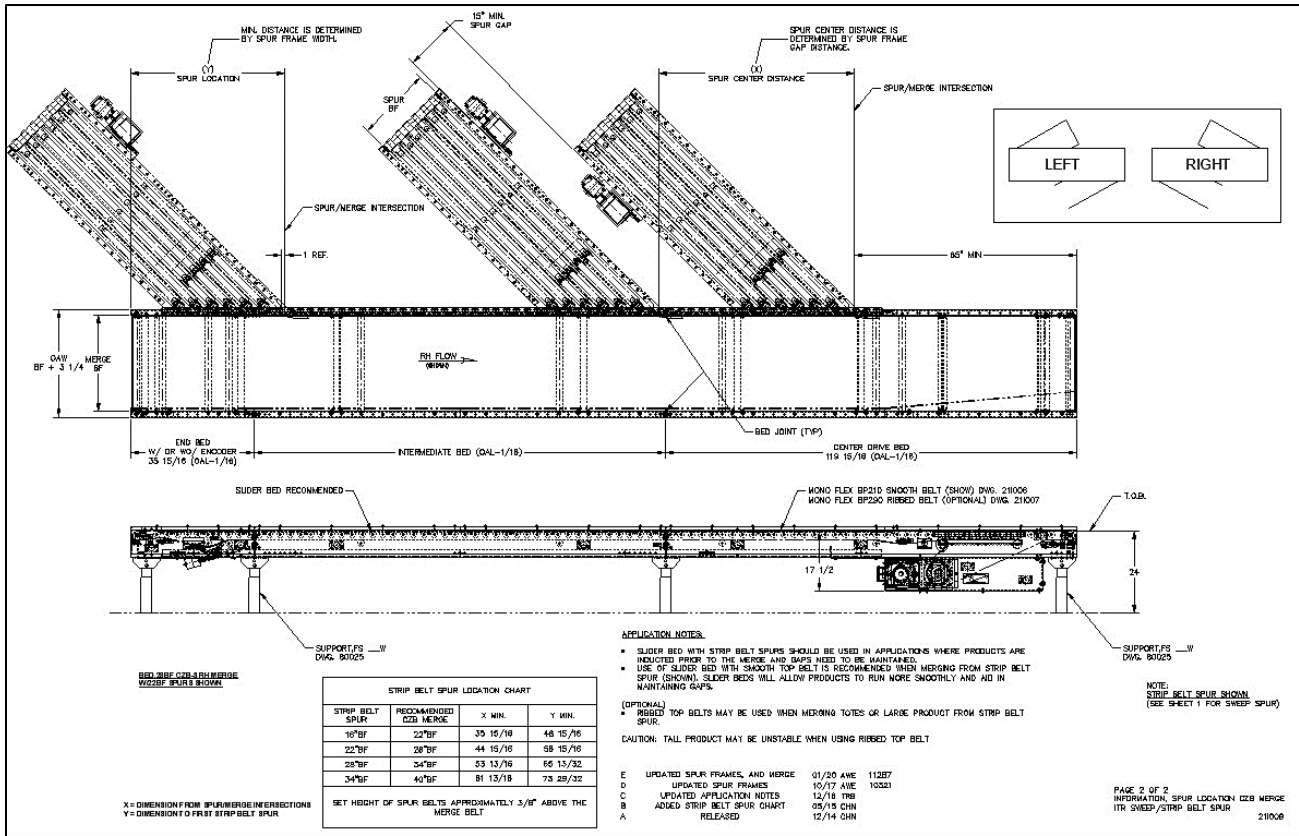 15" MIN.
SPUR GAP
MIN. DISTANCE IS DETERMINED
BY SPUR FRAME WIDTH.
SPUR CENTER DISTANCE IS
DETERMINED BY SPUR FRAME
GAP DISTANCE.
(Y)
SPUR LOCATION
(X)
SPUR CENTER DISTANCE
SPUR
BF
SPUR/MERGE INTERSECTION
LEFT
RIGHT
SPUR/MERGE INTERSECTION
1 REF.
85" MIN
OAW
BF + 3 1/4
MERGE
BF
RH FLOW
(SHOWN)
BED JOINT (TYP)
END BED
W/ OR WO/ ENCODER
35 15/16 (OAL-1/16)
INTERMEDIATE BED (OAL-1/16)
CENTER DRIVE BED
119 15/16 (OAL-1/16)
SLIDER BED RECOMMENDED
MONO FLEX BP210 SMOOTH BELT (SHOW) DWG. 211006
MONO FLEX BP290 RIBBED BELT (OPTIONAL) DWG. 211007
T.O.B.
17 1/2
24
SUPPORT,FS __W
DWG. 80025
SUPPORT,FS __W
DWG. 80025
BED 28BF CZB-3 RH MERGE
W/22BF SPURS SHOWN
STRIP BELT SPUR LOCATION CHART
STRIP BELT SPUR RECOMMENDED CZB MERGE X MIN. Y MIN.
16"BF 22"BF 35 15/16 48 15/16
22"BF 28"BF 44 15/16
28"BF 34"BF 53 13/16
34"BF 40"BF 61 13/16 73 29/32
SET HEIGHT OF SPUR BELTS APPROXIMATELY 3/8" ABOVE THE
MERGE BELT
X = DIMENSION FROM SPUR/MERGE INTERSECTIONS
Y = DIMENSION TO FIRST STRIP BELT SPUR
APPLICATION NOTES:
• SLIDER BED WITH STRIP BELT SPURS SHOULD BE USED IN APPLICATIONS WHERE PRODUCTS ARE
INDUCTED PRIOR TO THE MERGE AND GAPS NEED TO BE MAINTAINED.
• USE OF SLIDER BED WITH SMOOTH TOP BELT IS RECOMMENDED WHEN MERGING FROM STRIP BELT
SPUR (SHOWN). SLIDER BEDS WILL ALLOW PRODUCTS TO RUN MORE SMOOTHLY AND AID IN
MAINTAINING GAPS.
(OPTIONAL)
• RIBBED TOP BELTS MAY BE USED WHEN MERGING TOTES OR LARGE PRODUCT FROM STRIP BELT
SPUR.
CAUTION: TALL PRODUCT MAY BE UNSTABLE WHEN USING RIBBED TOP BELT
NOTE:
STRIP BELT SPUR SHOWN
(SEE SHEET 1 FOR SWEEP SPUR)
E UPDATED SPUR FRAMES, AND MERGE 01/20 AWE 11287
D UPDATED SPUR FRAMES 10/17 AWE 10321
C UPDATED APPLICATION NOTES 12/16 TRB
B ADDED STRIP BELT SPUR CHART 05/15 CHN
A RELEASED 12/14 CHN
PAGE 2 OF 2
INFORMATION, SPUR LOCATION CZB MERGE
ITR SWEEP/STRIP BELT SPUR
211009